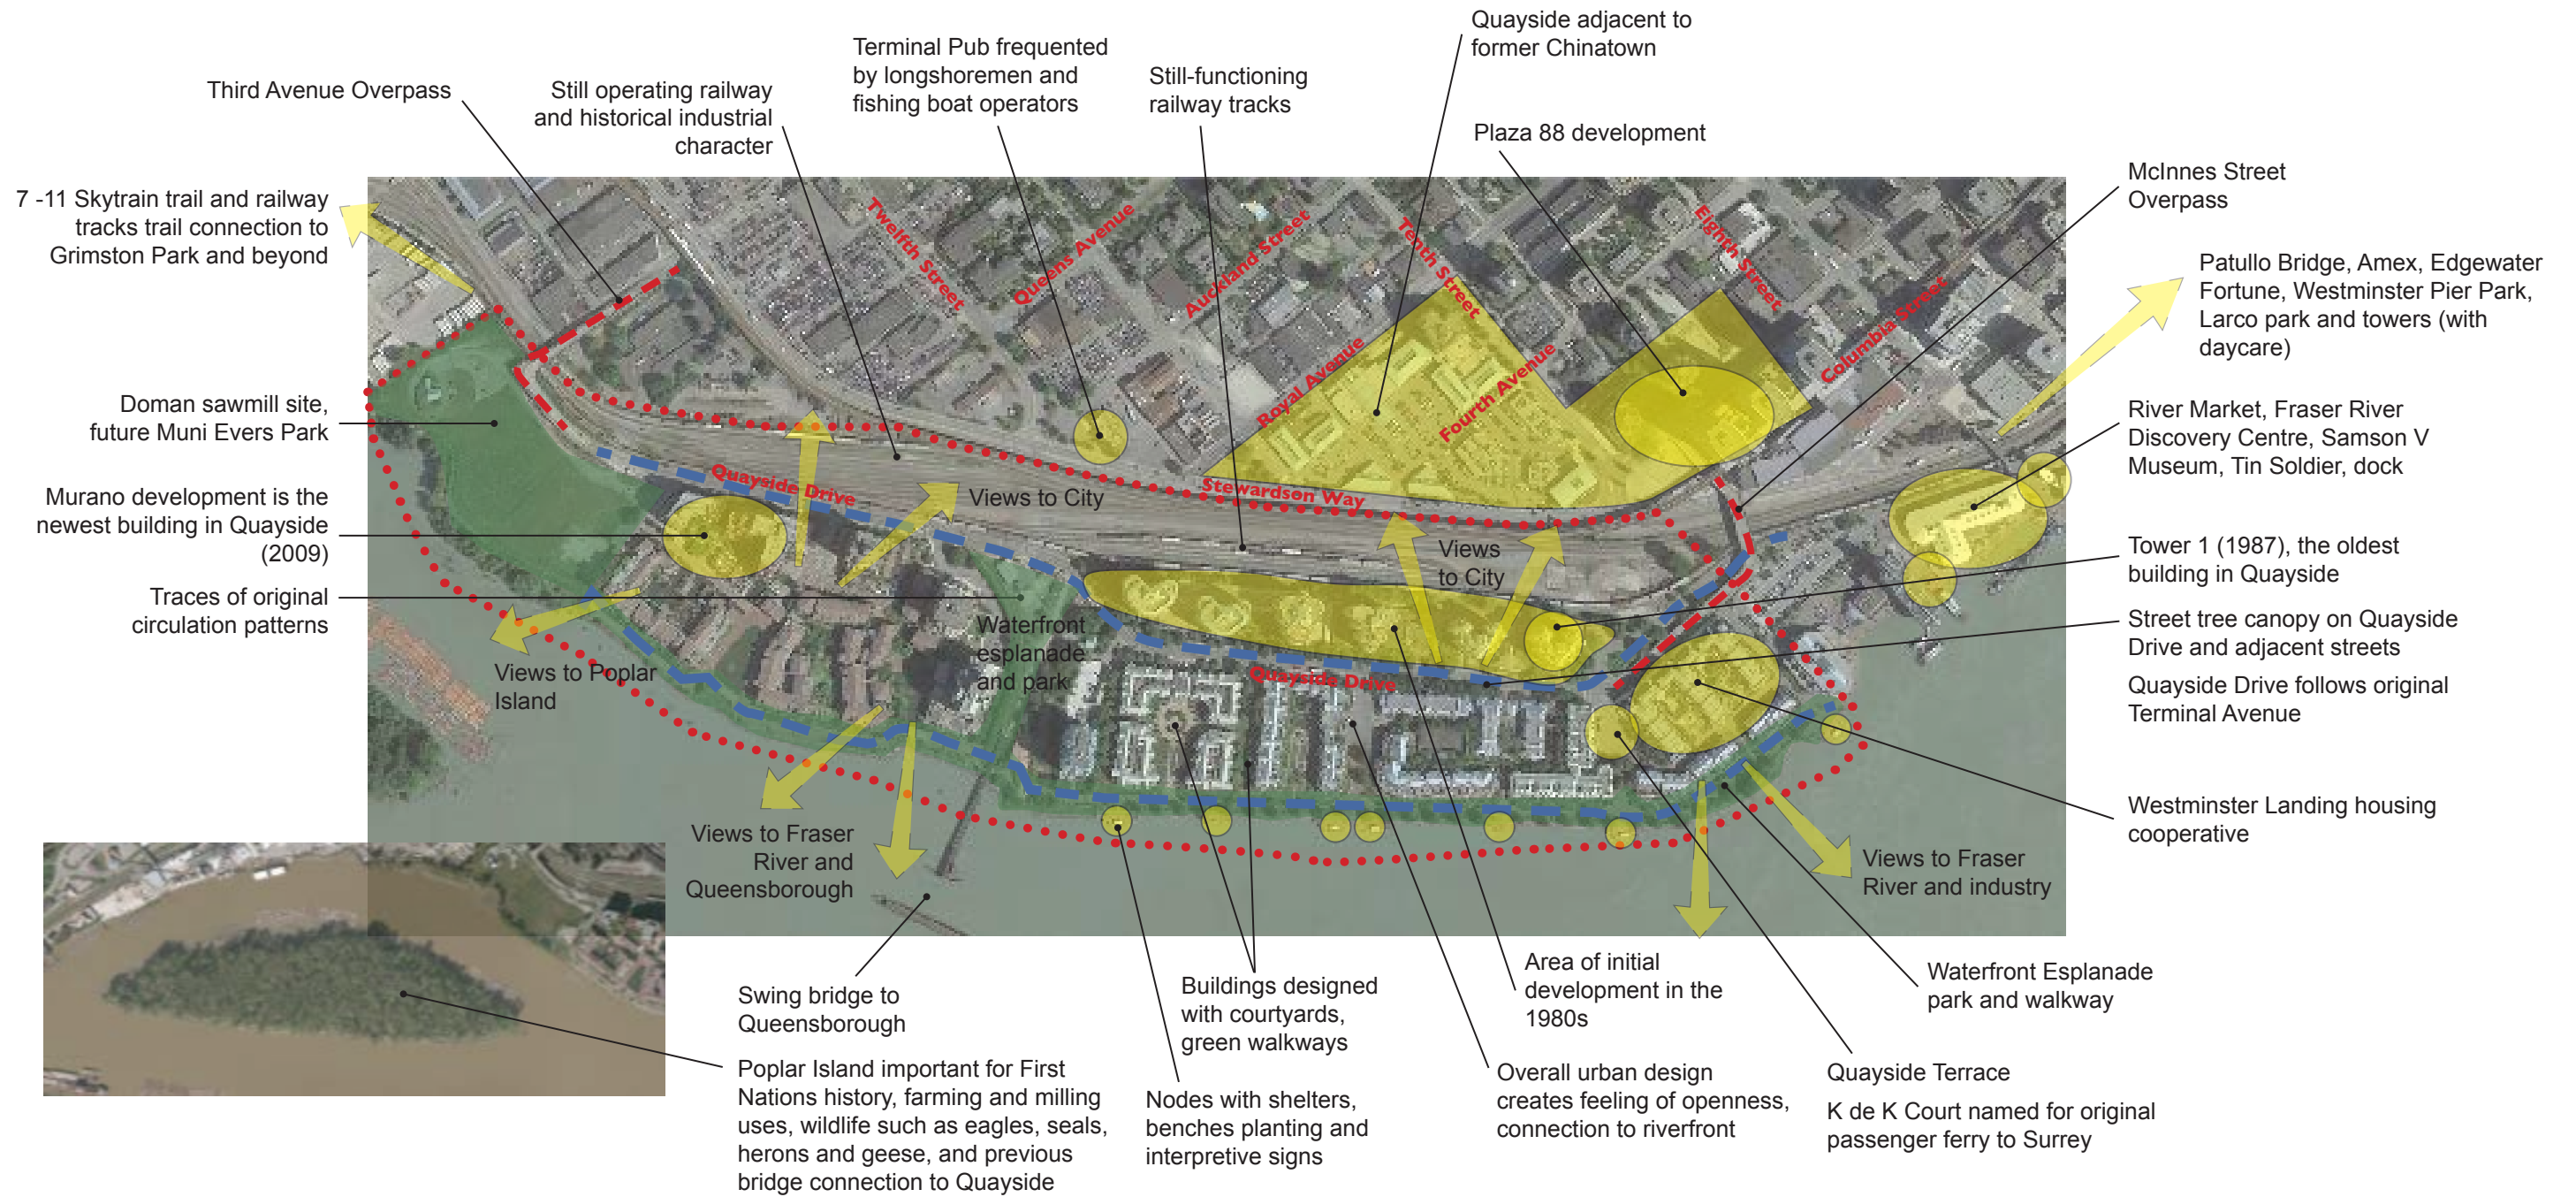 Quayside adjacent to
former Chinatown
Terminal Pub frequented
by longshoremen and
fishing boat operators
Still-functioning
railway tracks
Third Avenue Overpass
Still operating railway
and historical industrial
character
Plaza 88 development
McInnes Street
Overpass
7 -11 Skytrain trail and railway
tracks trail connection to
Grimston Park and beyond
Twelfth Street
Queens Avenue
Auckland Street
Tenth Street
Eighth Street
Columbia Street
Royal Avenue
Fourth Avenue
Patullo Bridge, Amex, Edgewater
Fortune, Westminster Pier Park,
Larco park and towers (with
daycare)
Doman sawmill site,
future Muni Evers Park
River Market, Fraser River
Discovery Centre, Samson V
Museum, Tin Soldier, dock
Quayside Drive
Stewardson Way
Views to City
Murano development is the
newest building in Quayside
(2009)
Views
to City
Tower 1 (1987), the oldest
building in Quayside
Traces of original
circulation patterns
Waterfront
esplanade
and park
Street tree canopy on Quayside
Drive and adjacent streets
Views to Poplar
Island
Quayside Drive
Quayside Drive follows original
Terminal Avenue
Westminster Landing housing
cooperative
Views to Fraser
River and
Queensborough
Views to Fraser
River and industry
Swing bridge to
Queensborough
Buildings designed
with courtyards,
green walkways
Area of initial
development in the
1980s
Waterfront Esplanade
park and walkway
Poplar Island important for First
Nations history, farming and milling
uses, wildlife such as eagles, seals,
herons and geese, and previous
bridge connection to Quayside
Nodes with shelters,
benches planting and
interpretive signs
Overall urban design
creates feeling of openness,
connection to riverfront
Quayside Terrace
K de K Court named for original
passenger ferry to Surrey